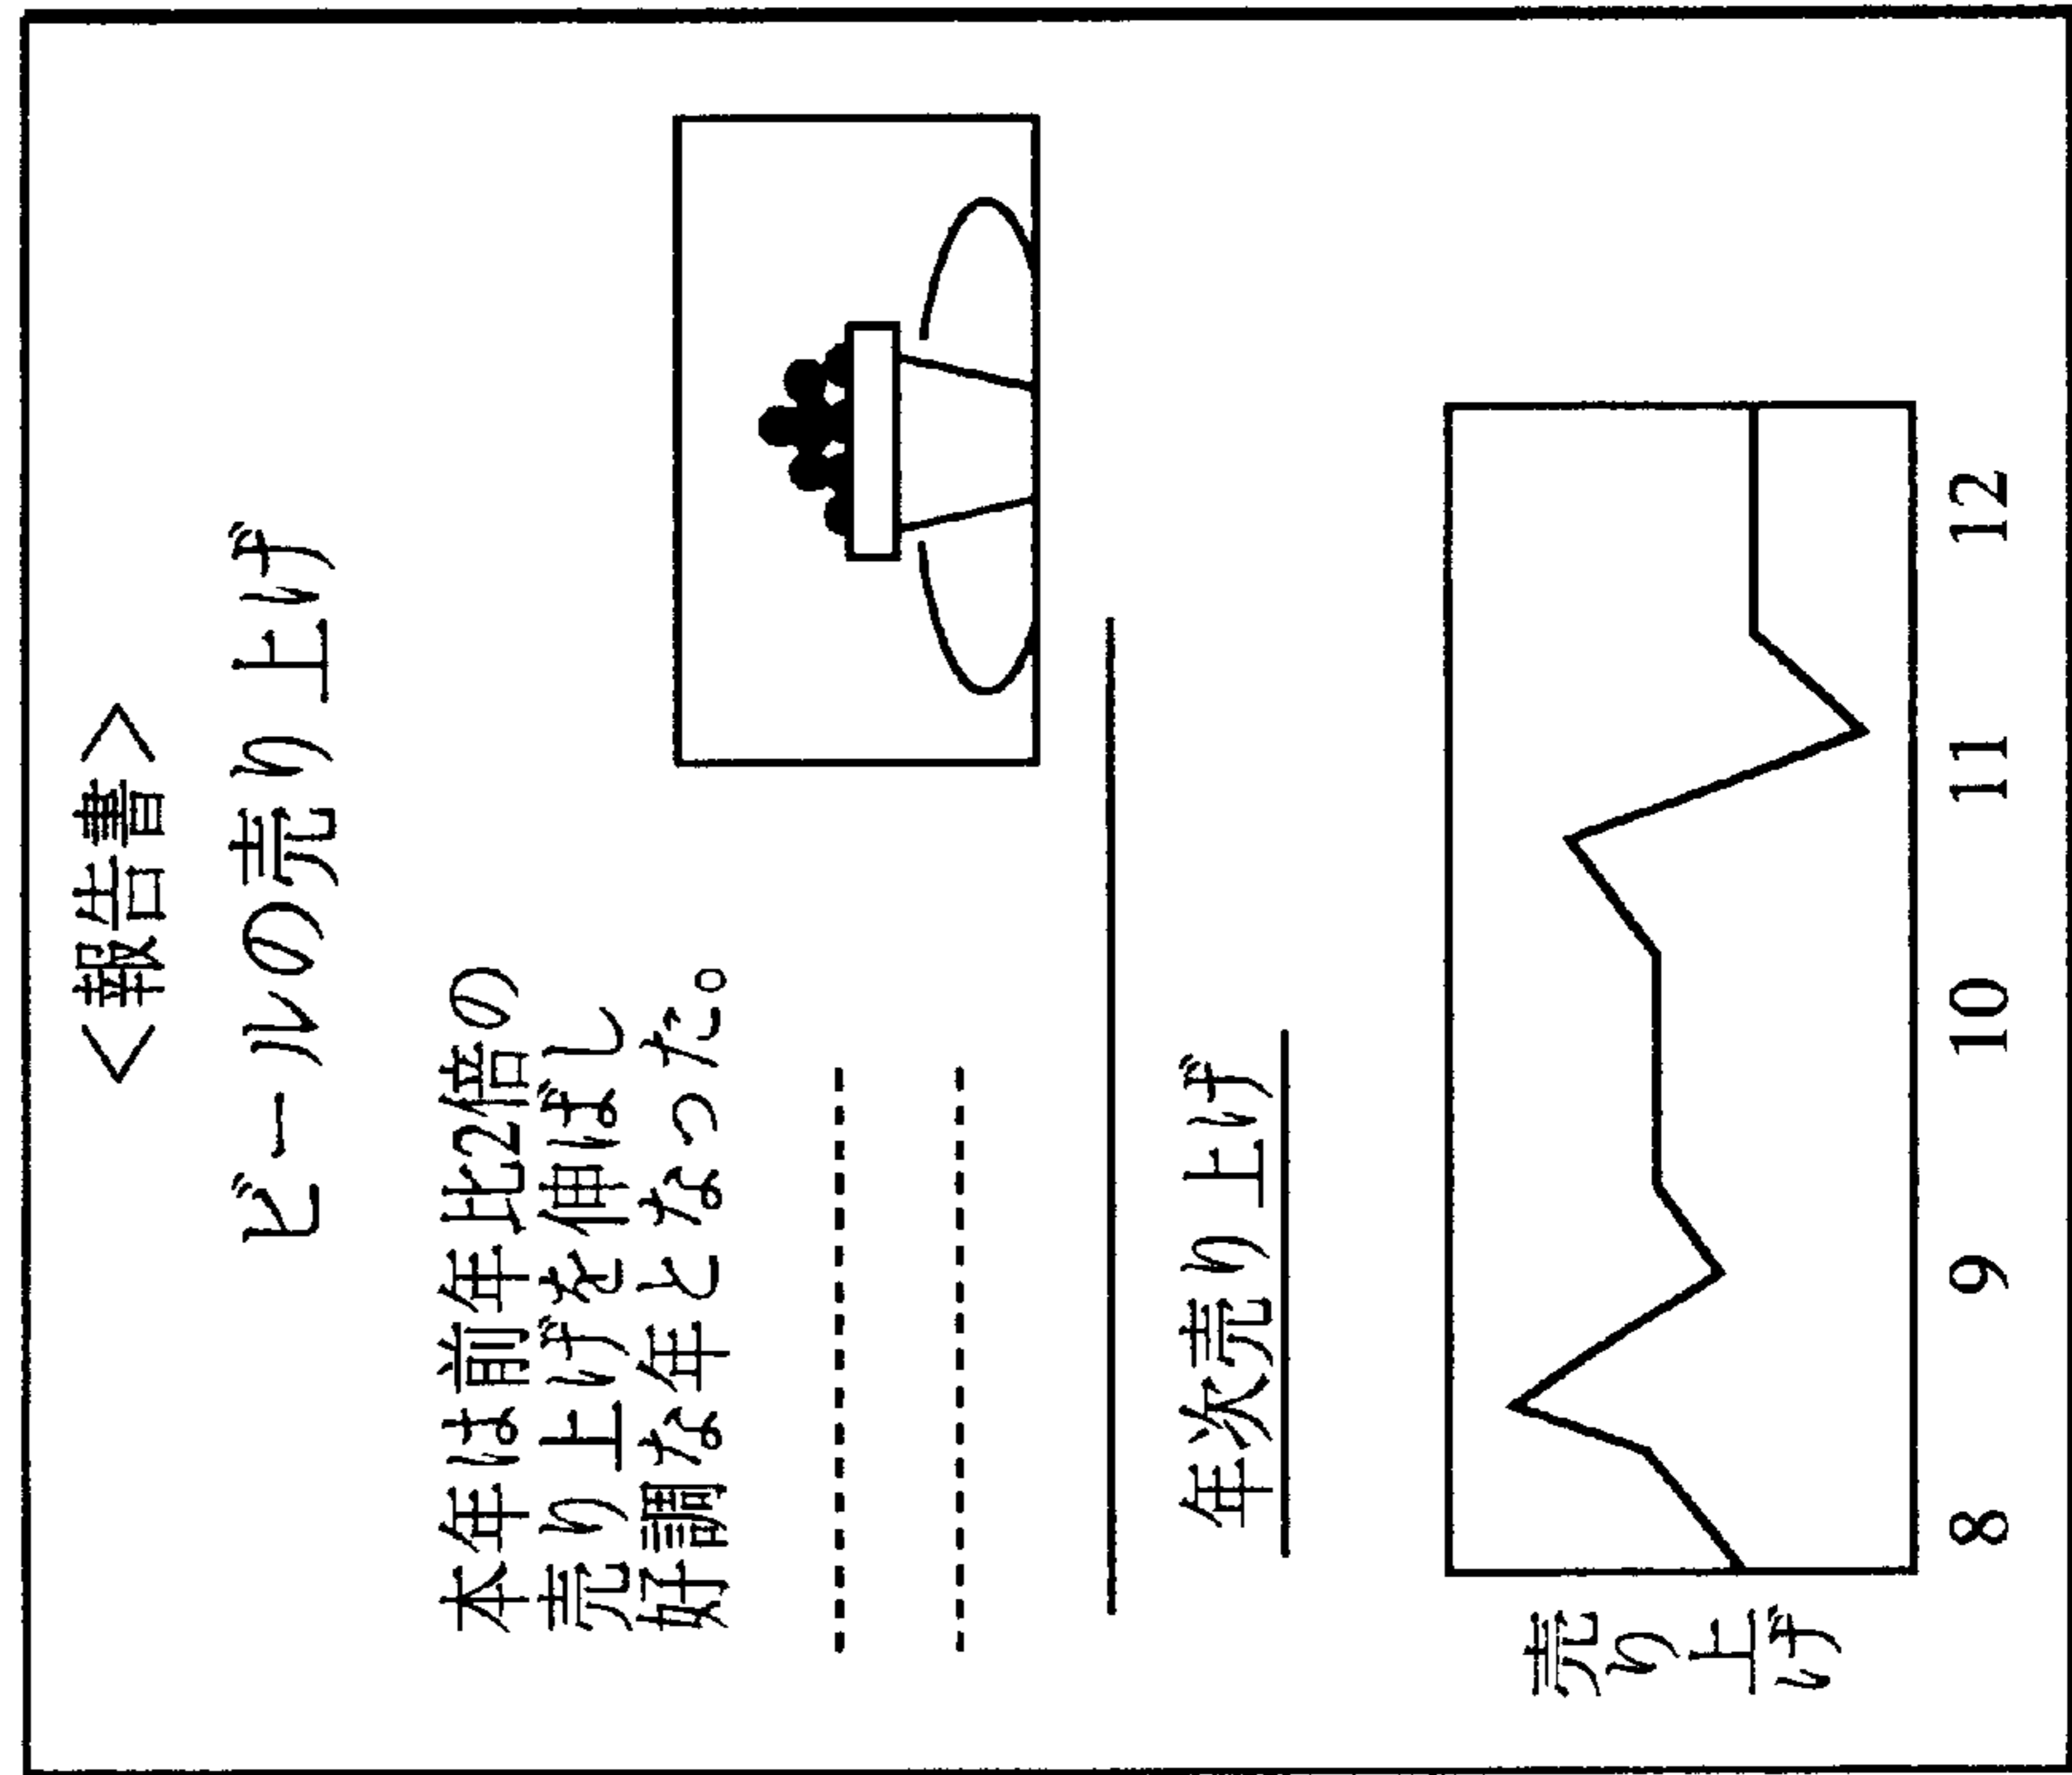 <報告書>
ビールの売り上げ
本年は前年比2倍の
売り上げを伸ばし
好調な年となった。
年次売り上げ
売り上げ
8 9 10 11 12